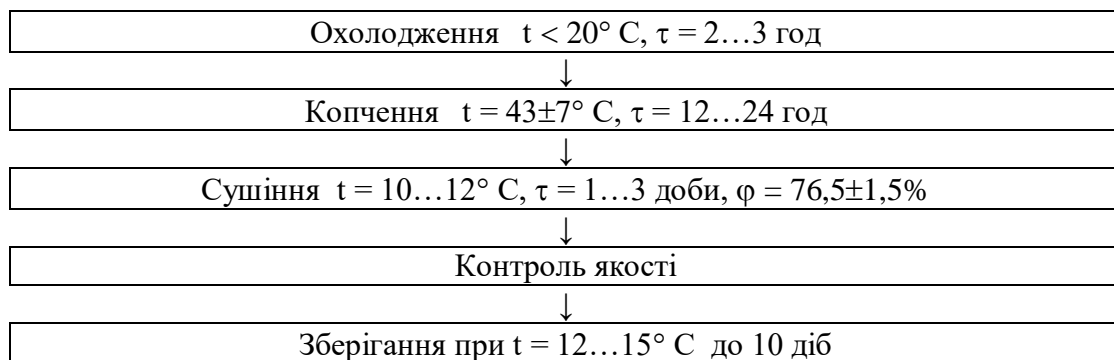 Охолодження t < 20° С, τ = 2…3 год
↓
Копчення t = 43±7° С, τ = 12…24 год
↓
Сушіння t = 10…12° С, τ = 1…3 доби, φ = 76,5±1,5%
↓
Контроль якості
↓
Зберігання при t = 12…15° С до 10 діб